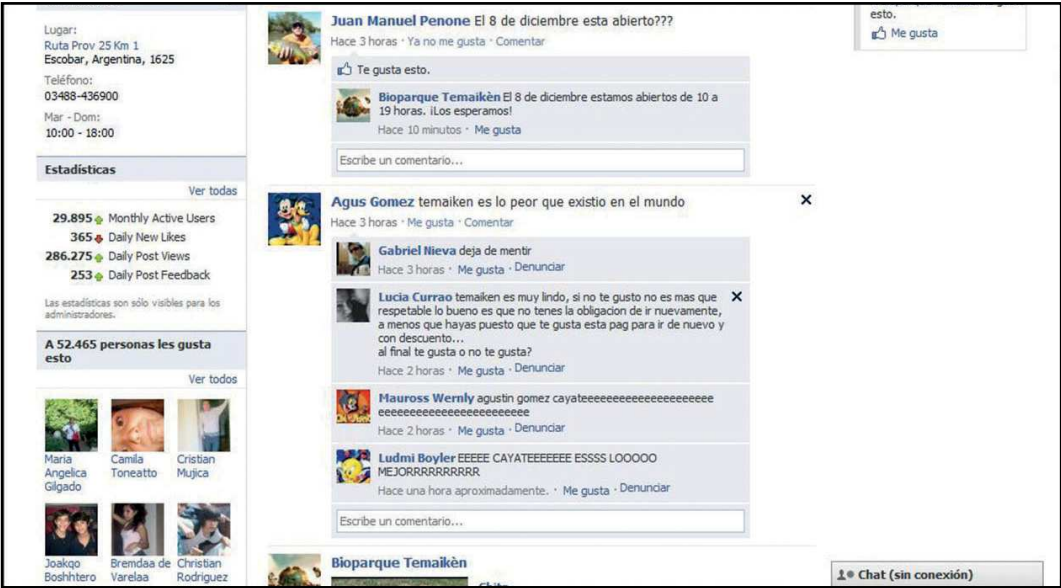 Lugar:
Ruta Prov 25 Km 1
Escobar, Argentina, 1625
Teléfono:
03488-436900
Mar - Dom:
10:00 - 18:00
Estadísticas
Ver todas
29.895 Monthly Active Users
365 Daily New Likes
286.275 Daily Post Views
253 Daily Post Feedback
Las estadísticas son sólo visibles para los
administradores.
A 52.465 personas les gusta
esto
Ver todos
Maria
Angelica
Gilgado
Camila
Toneatto
Cristian
Mujica
Joakqo
Boshhtero
Bremdaa de
Varelaa
Christian
Rodriguez
Juan Manuel Penone El 8 de diciembre esta abierto???
Hace 3 horas · Ya no me gusta · Comentar
Te gusta esto.
Bioparque Temaikèn El 8 de diciembre estamos abiertos de 10 a
19 horas. ¡Los esperamos!
Hace 10 minutos · Me gusta
Escribe un comentario...
Agus Gomez temaiken es lo peor que existio en el mundo
Hace 3 horas · Me gusta · Comentar
Gabriel Nieva deja de mentir
Hace 3 horas · Me gusta · Denunciar
Lucia Currao temaiken es muy lindo, si no te gusto no es mas que
respetable lo bueno es que no tenes la obligacion de ir nuevamente,
a menos que hayas puesto que te gusta esta pag para ir de nuevo y
con descuento...
al final te gusta o no te gusta?
Hace 2 horas · Me gusta · Denunciar
Mauross Wernly agustin gomez cayateeeeeeeeeeeeeeeeeeeee
eeeeeeeeeeeeeeeeeeeeeeee
Hace 2 horas · Me gusta · Denunciar
Ludmi Boyler EEEEE CAYATEEEEEEE ESSSS LOOOOO
MEJORRRRRRRRRR
Hace una hora aproximadamente. · Me gusta · Denunciar
Escribe un comentario...
Bioparque Temaikèn
esto.
Me gusta
Chat (sin conexión)